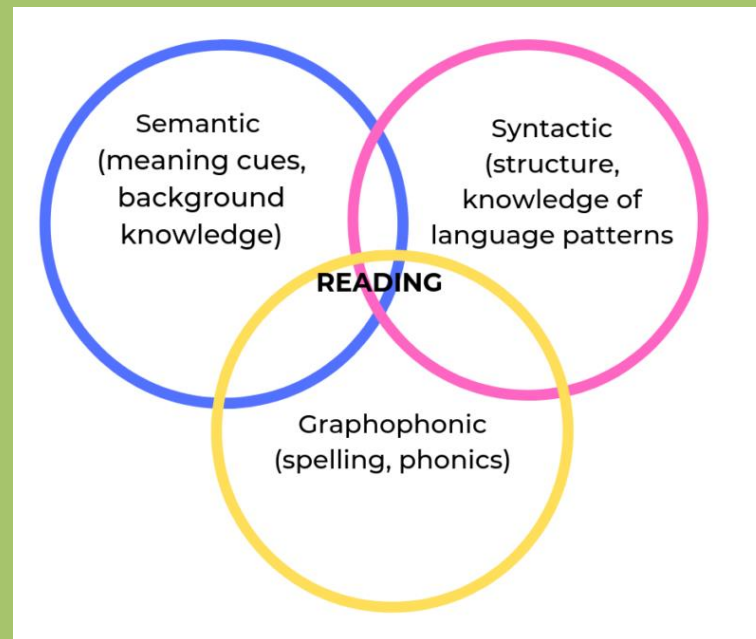 Semantic
(meaning cues,
background
knowledge)
Syntactic
(structure,
knowledge of
language patterns
READING
Graphophonic
(spelling, phonics)